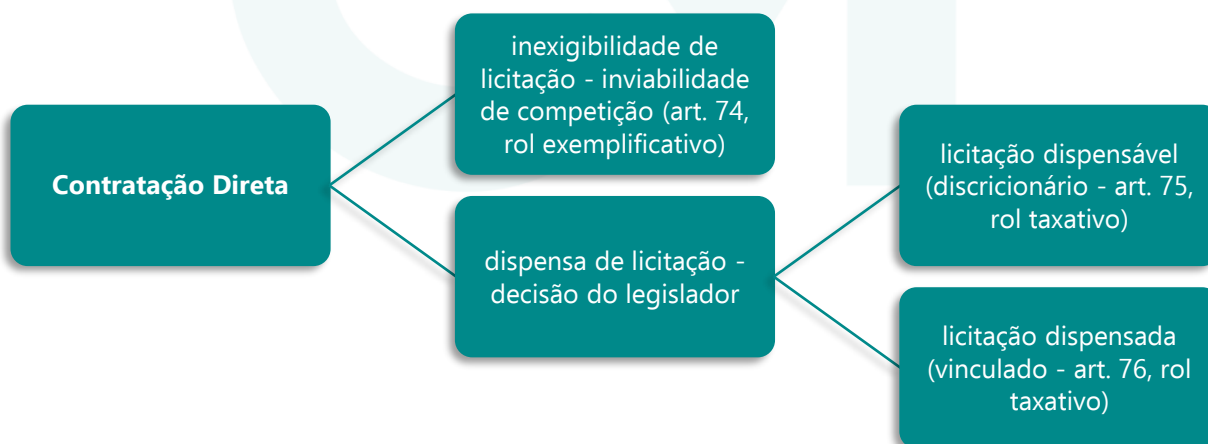 Contratação Direta
inexigibilidade de
licitação - inviabilidade
de competição (art. 74,
rol exemplificativo)
dispensa de licitação -
decisão do legislador
licitação dispensável
(discricionário - art. 75,
rol taxativo)
licitação dispensada
(vinculado - art. 76, rol
taxativo)